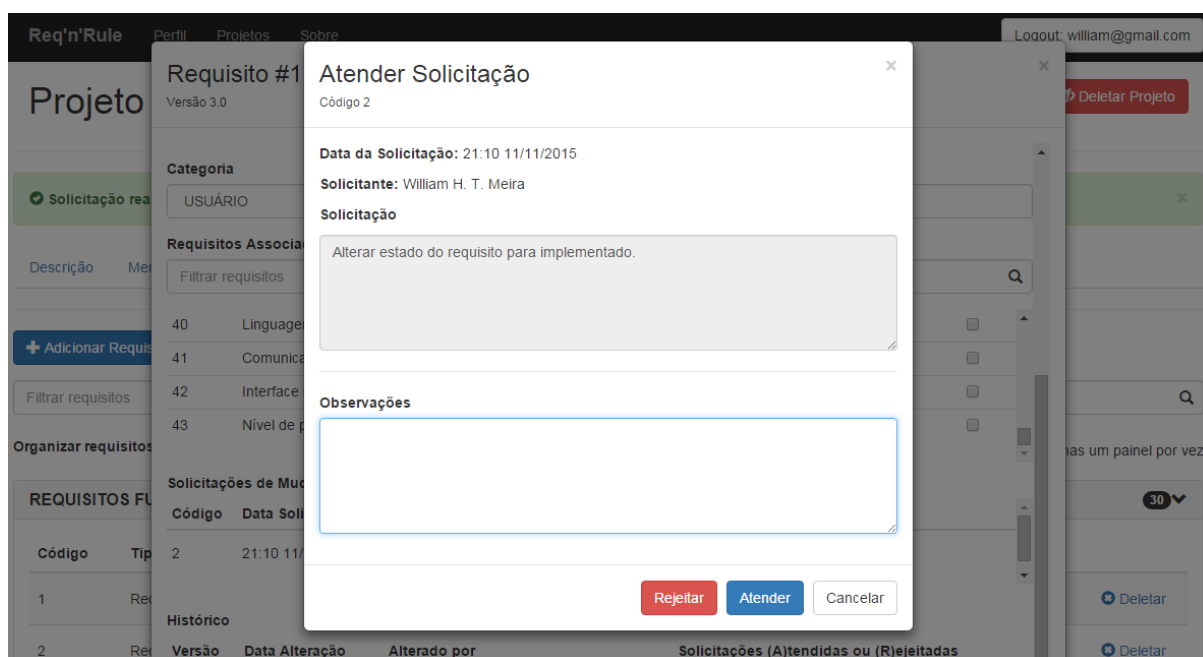 Req'n'Rule Perfil Projetos Sobre Logout: william@gmail.com
Projeto
Deletar Projeto
Solicitação rea
Descrição
Adicionar Requis
Filtrar requisitos
Organizar requisitos
nas um painel por vez
REQUISITOS FU
30
Código Tip
1 Deletar
2 Deletar
Requisito #1
Versão 3.0
Categoria
USUÁRIO
Requisitos Associa
Filtrar requisitos
40 Linguage
41 Comunica
42 Interface
43 Nível de p
Solicitações de Mud
Código Data Soli
2 21:10 11/
Histórico
Versão Data Alteração Alterado por Solicitações (A)tendidas ou (R)ejeitadas
Atender Solicitação
Código 2
Data da Solicitação: 21:10 11/11/2015
Solicitante: William H. T. Meira
Solicitação
Alterar estado do requisito para implementado.
Observações
Rejeitar Atender Cancelar